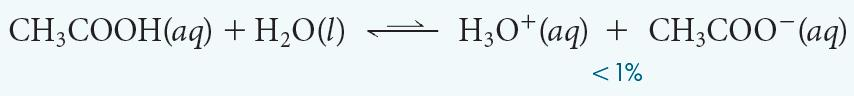 CH₃COOH(aq) + H₂O(l) ⇌ H₃O⁺(aq) + CH₃COO⁻(aq)
<1%